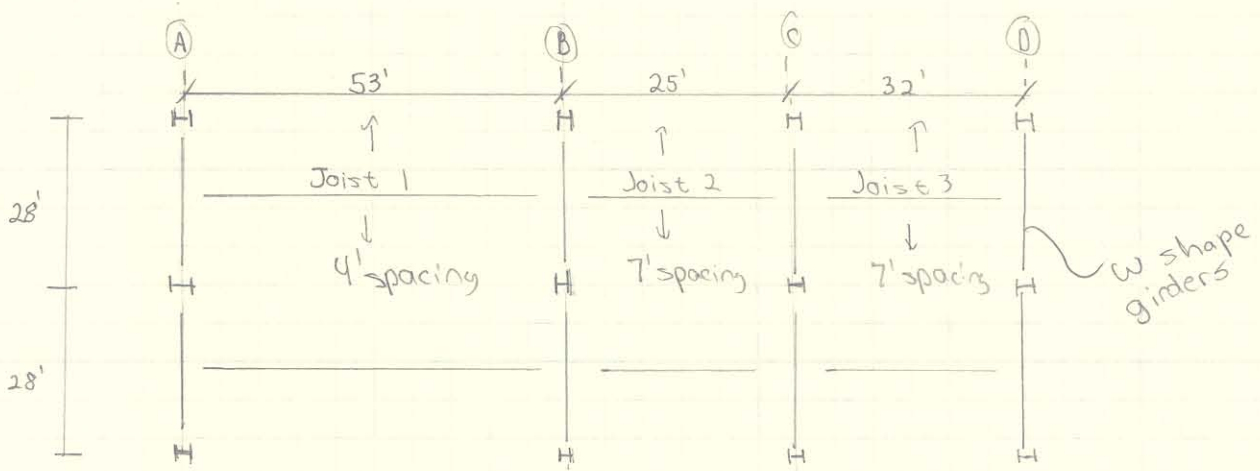 A B C D
53' 25' 32'
Joist 1 Joist 2 Joist 3
28'
4' spacing 7' spacing 7' spacing
W shape
girders
28'